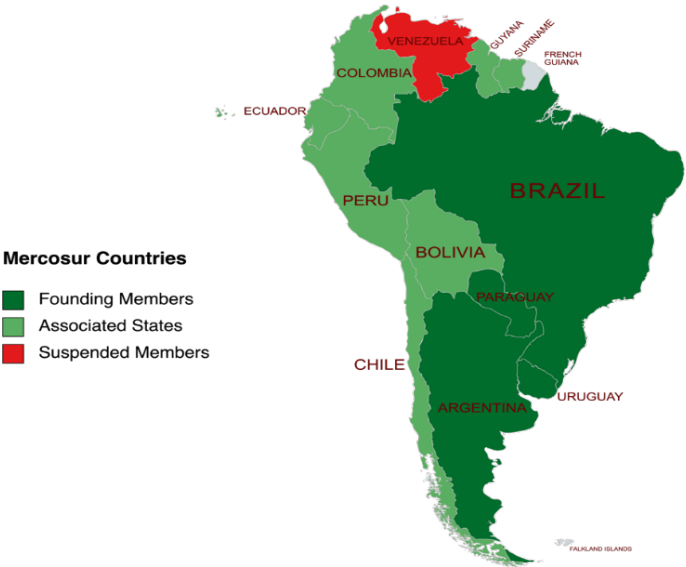 VENEZUELA
GUYANA
SURINAME
FRENCH
GUIANA
COLOMBIA
ECUADOR
BRAZIL
PERU
BOLIVIA
Mercosur Countries
Founding Members
PARAGUAY
Associated States
Suspended Members
CHILE
URUGUAY
ARGENTINA
FALKLAND ISLANDS